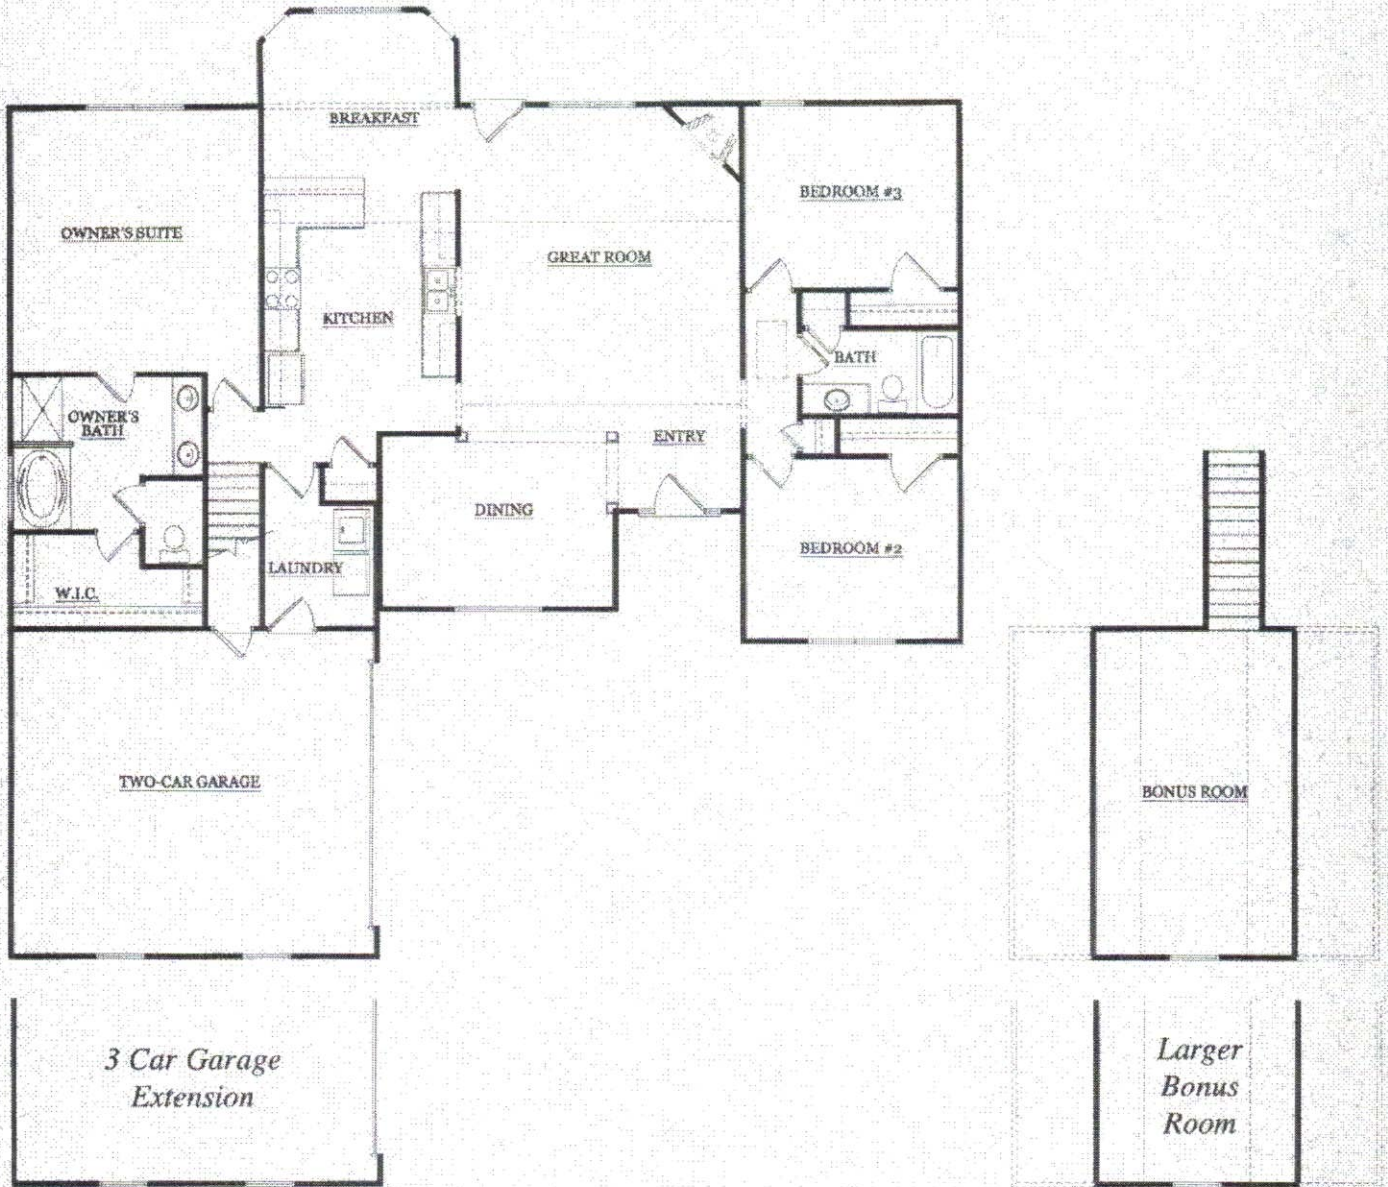 BREAKFAST
BEDROOM #3
OWNER'S SUITE
GREAT ROOM
KITCHEN
BATH
OWNER'S
BATH
ENTRY
DINING
BEDROOM #2
LAUNDRY
W.I.C.
TWO-CAR GARAGE
BONUS ROOM
3 Car Garage
Extension
Larger
Bonus
Room